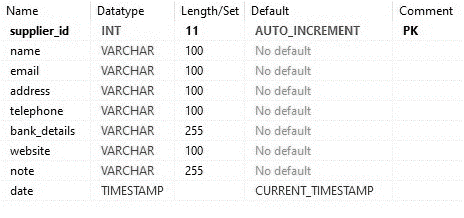 Name Datatype Length/Set Default Comment
supplier_id INT 11 AUTO_INCREMENT PK
name VARCHAR 100 No default
email VARCHAR 100 No default
address VARCHAR 100 No default
telephone VARCHAR 100 No default
bank_details VARCHAR 255 No default
website VARCHAR 100 No default
note VARCHAR 255 No default
date TIMESTAMP CURRENT_TIMESTAMP